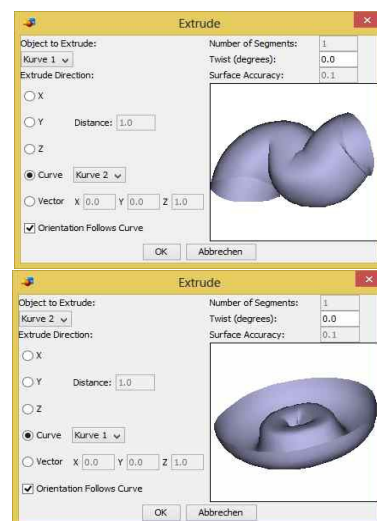 Extrude
Object to Extrude: Number of Segments: 1
Kurve 1 Twist (degrees): 0.0
Extrude Direction: Surface Accuracy: 0.1
X
Y Distance: 1.0
Z
Curve Kurve 2
Vector X 0.0 Y 0.0 Z 1.0
Orientation Follows Curve
OK Abbrechen
Extrude
Object to Extrude: Number of Segments: 1
Kurve 2 Twist (degrees): 0.0
Extrude Direction: Surface Accuracy: 0.1
X
Y Distance: 1.0
Z
Curve Kurve 1
Vector X 0.0 Y 0.0 Z 1.0
Orientation Follows Curve
OK Abbrechen